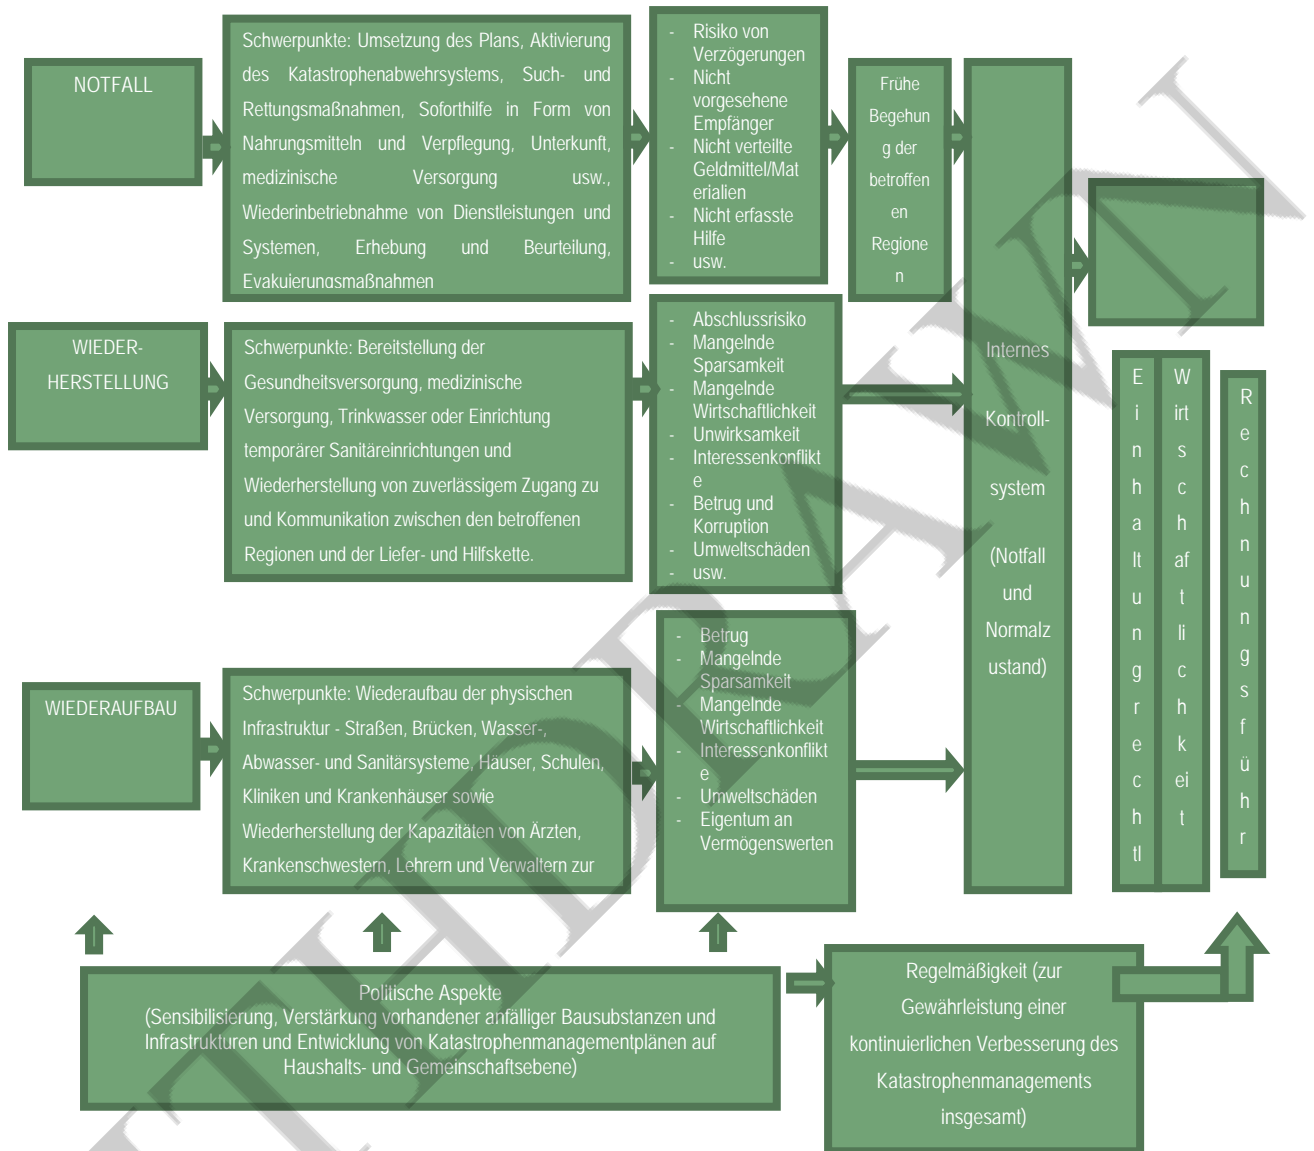 NOTFALL
Schwerpunkte: Umsetzung des Plans, Aktivierung
des Katastrophenabwehrsystems, Such- und
Rettungsmaßnahmen, Soforthilfe in Form von
Nahrungsmitteln und Verpflegung, Unterkunft,
medizinische Versorgung usw.,
Wiederinbetriebnahme von Dienstleistungen und
Systemen, Erhebung und Beurteilung,
Evakuierungsmaßnahmen
- Risiko von
Verzögerungen
- Nicht
vorgesehene
Empfänger
- Nicht verteilte
Geldmittel/Mat
erialien
- Nicht erfasste
Hilfe
- usw.
Frühe
Begehun
g der
betroffen
en
Regione
n
WIEDER-
HERSTELLUNG
Schwerpunkte: Bereitstellung der
Gesundheitsversorgung, medizinische
Versorgung, Trinkwasser oder Einrichtung
temporärer Sanitäreinrichtungen und
Wiederherstellung von zuverlässigem Zugang zu
und Kommunikation zwischen den betroffenen
Regionen und der Liefer- und Hilfskette.
- Abschlussrisiko
- Mangelnde
Sparsamkeit
- Mangelnde
Wirtschaftlichkeit
- Unwirksamkeit
- Interessenkonflikt
e
- Betrug und
Korruption
- Umweltschäden
- usw.
WIEDERAUFBAU
Schwerpunkte: Wiederaufbau der physischen
Infrastruktur - Straßen, Brücken, Wasser-,
Abwasser- und Sanitärsysteme, Häuser, Schulen,
Kliniken und Krankenhäuser sowie
Wiederherstellung der Kapazitäten von Ärzten,
Krankenschwestern, Lehrern und Verwaltern zur
- Betrug
- Mangelnde
Sparsamkeit
- Mangelnde
Wirtschaftlichkeit
- Interessenkonflikt
e
- Umweltschäden
- Eigentum an
Vermögenswerten
Internes
Kontroll-
system
(Notfall
und
Normalz
ustand)
E
i
n
h
a
lt
u
n
g
r
e
c
h
tl
W
irt
s
c
h
af
t
li
c
h
k
ei
t
R
e
c
h
n
u
n
g
s
f
ü
h
r
Politische Aspekte
(Sensibilisierung, Verstärkung vorhandener anfälliger Bausubstanzen und
Infrastrukturen und Entwicklung von Katastrophenmanagementplänen auf
Haushalts- und Gemeinschaftsebene)
Regelmäßigkeit (zur
Gewährleistung einer
kontinuierlichen Verbesserung des
Katastrophenmanagements
insgesamt)
THDRAWN